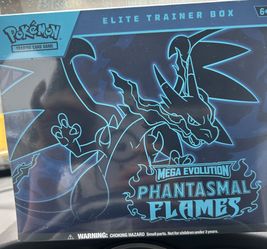 ELITE TRAINER BOX
6+
POKÉMON
TRADING CARD GAME
MEGA EVOLUTION
PHANTASMAL
FLAMES
WARNING: CHOKING HAZARD Small parts. Not for children under 3 years.